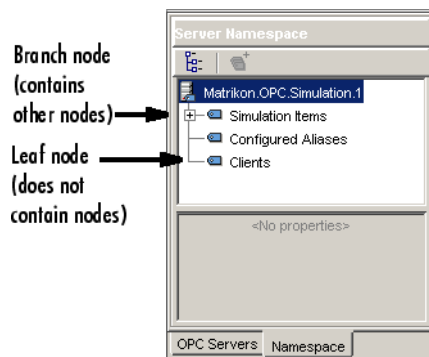 Server Namespace
Branch node
(contains
other nodes)
Leaf node
(does not
contain nodes)
Matrikon.OPC.Simulation.1
Simulation Items
Configured Aliases
Clients
<No properties>
OPC Servers
Namespace